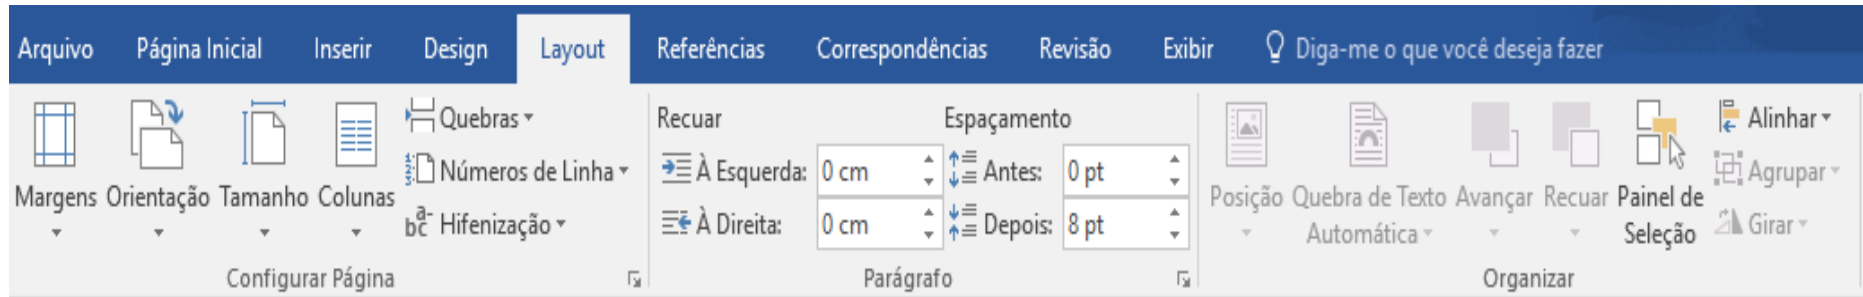 Arquivo Página Inicial Inserir Design Layout Referências Correspondências Revisão Exibir Diga-me o que você deseja fazer
Margens
Orientação
Tamanho
Colunas
Quebras
Números de Linha
Hifenização
Configurar Página
Recuar
À Esquerda: 0 cm
À Direita: 0 cm
Espaçamento
Antes: 0 pt
Depois: 8 pt
Parágrafo
Posição
Quebra de Texto
Automática
Avançar
Recuar
Painel de
Seleção
Alinhar
Agrupar
Girar
Organizar